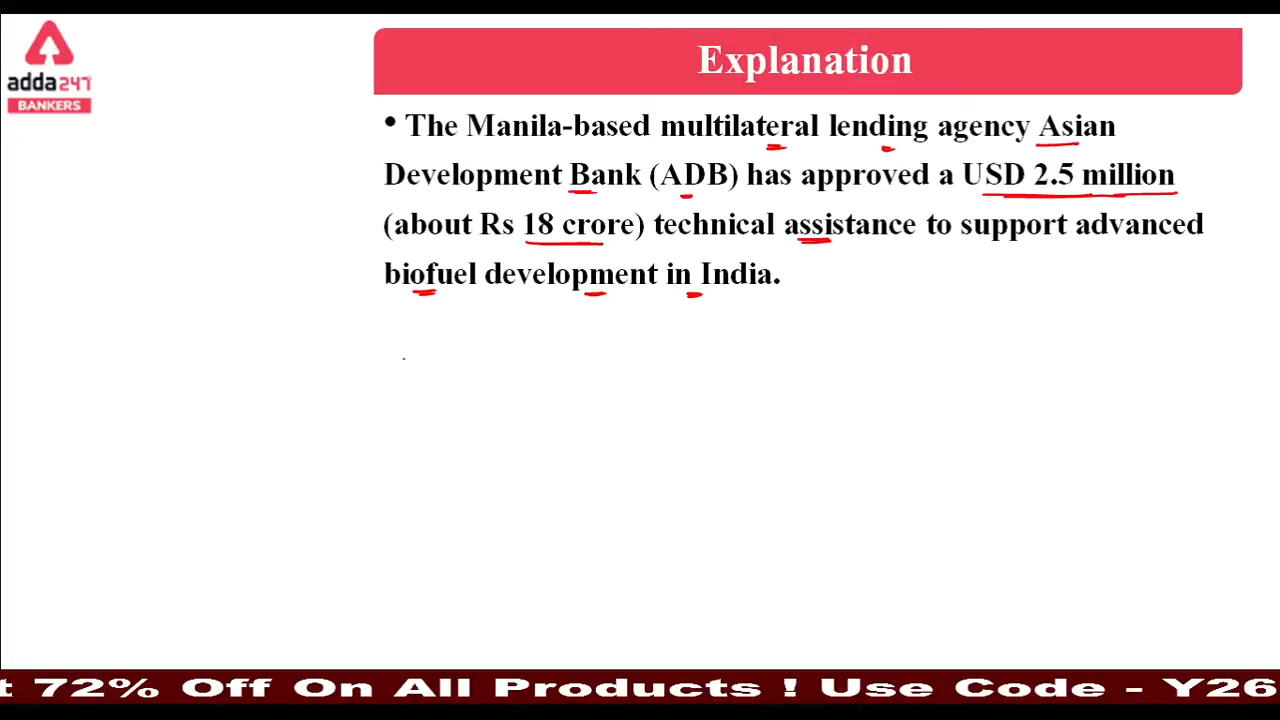 adda247
BANKERS
Explanation
• The Manila-based multilateral lending agency Asian
Development Bank (ADB) has approved a USD 2.5 million
(about Rs 18 crore) technical assistance to support advanced
biofuel development in India.
t 72% Off On All Products ! Use Code - Y26